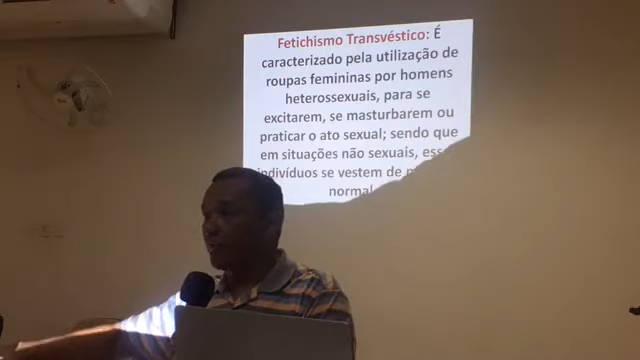 Fetichismo Transvéstico: É
caracterizado pela utilização de
roupas femininas por homens
heterossexuais, para se
excitarem, se masturbarem ou
praticar o ato sexual; sendo que
em situações não sexuais,
indivíduos se vestem de
normal